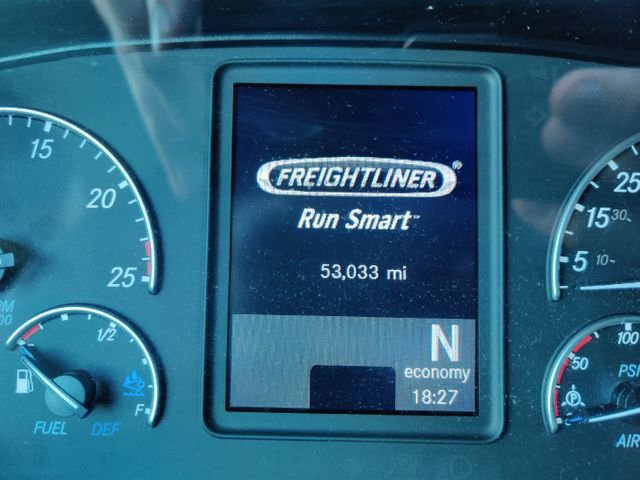 FREIGHTLINER®
Run Smart™
53,033 mi
N
economy
18:27
15
20
25
1/2
F
FUEL
DEF
25
15 30
5 10
100
50
PSI
AIR